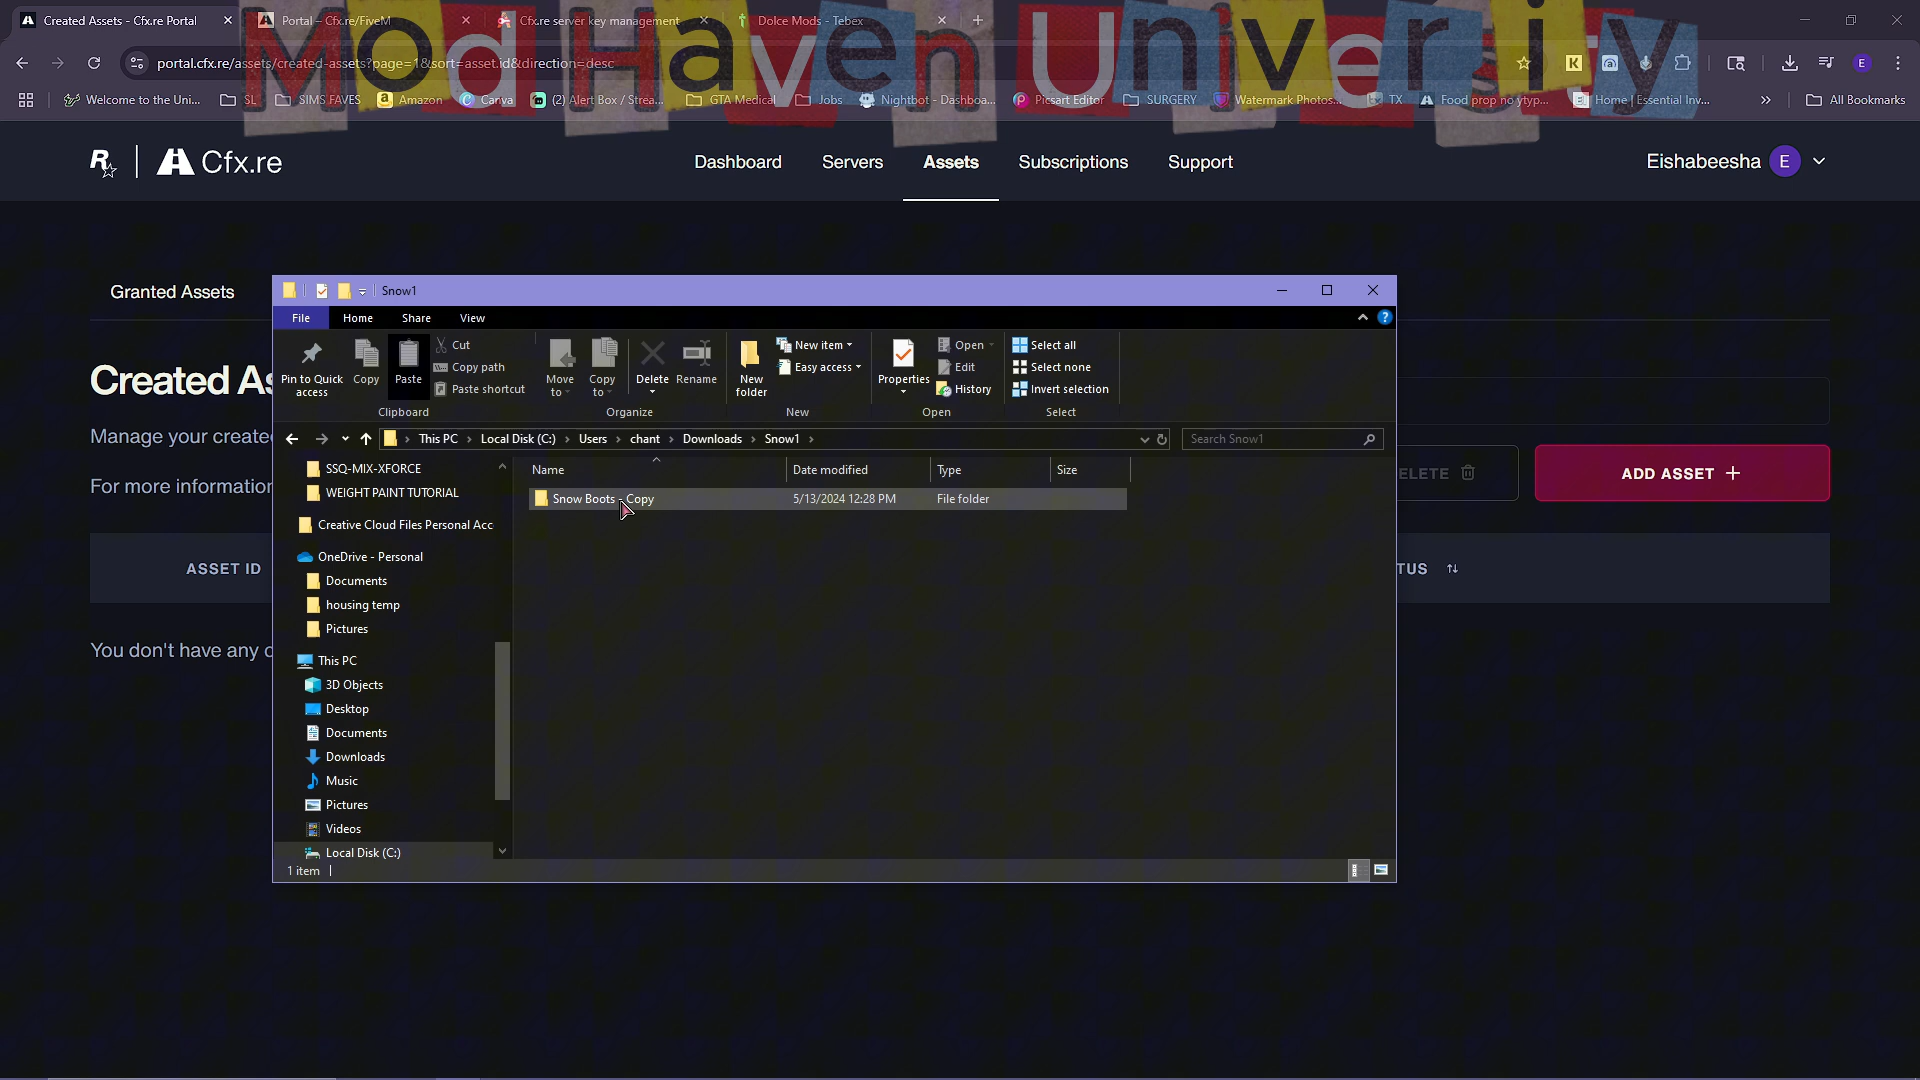 Created Assets - Cfx.re Portal
Portal – Cfx.re/FiveM
Cfx.re server key management
Dolce Mods - Tebex
Mod Haven Univer i y
portal.cfx.re/assets/created-assets?page=1&sort=asset.id&direction=desc
Welcome to the Uni...
SL
SIMS FAVES
Amazon
Canva
(2) Alert Box / Strea...
GTA Medical
Jobs
Nightbot - Dashboa...
Picsart Editor
SURGERY
Watermark Photos...
TX
Food prop no ytyp...
Home | Essential Inv...
All Bookmarks
Cfx.re
Dashboard
Servers
Assets
Subscriptions
Support
Eishabeesha
E
Granted Assets
Created As
Manage your create
For more information
ELETE
ADD ASSET +
ASSET ID
TUS
You don't have any c
Snow1
File
Home
Share
View
Pin to Quick access
Copy
Paste
Cut
Copy path
Paste shortcut
Clipboard
Move to
Copy to
Delete
Rename
Organize
New folder
New item
Easy access
New
Properties
Open
Edit
History
Open
Select all
Select none
Invert selection
Select
This PC
Local Disk (C:)
Users
chant
Downloads
Snow1
Search Snow1
Name
Date modified
Type
Size
Snow Boots - Copy
5/13/2024 12:28 PM
File folder
SSQ-MIX-XFORCE
WEIGHT PAINT TUTORIAL
Creative Cloud Files Personal Acc
OneDrive - Personal
Documents
housing temp
Pictures
This PC
3D Objects
Desktop
Documents
Downloads
Music
Pictures
Videos
Local Disk (C:)
1 item